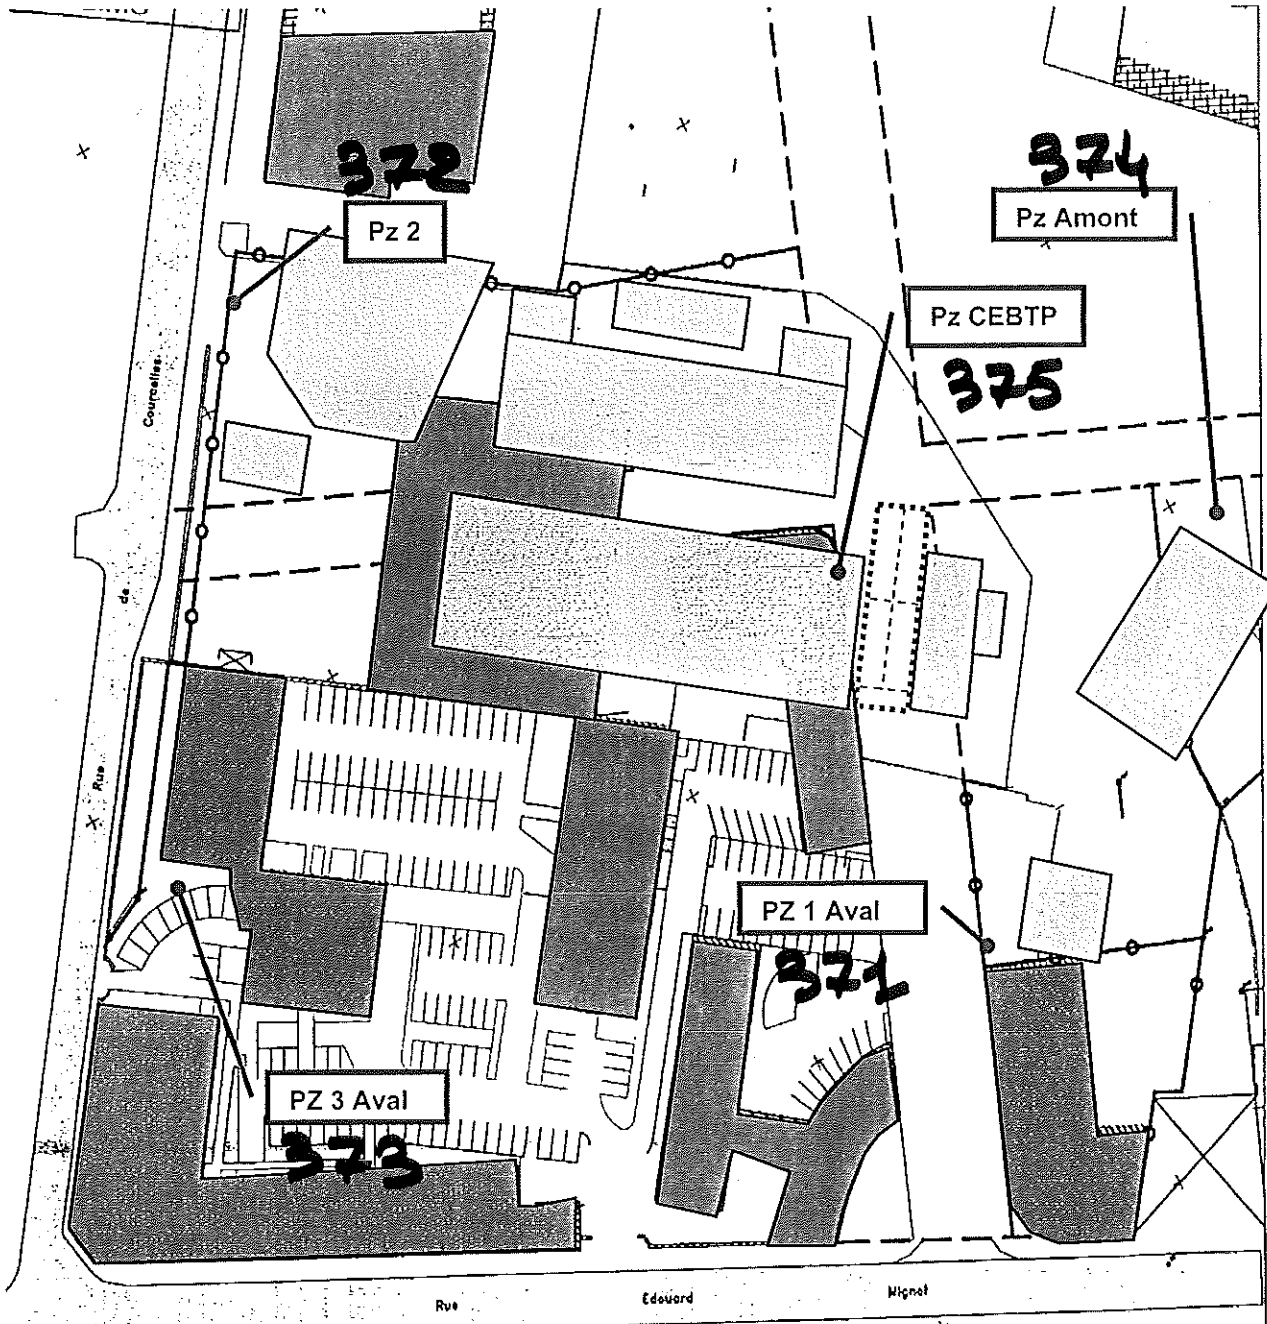 372
Pz 2
374
Pz Amont
Pz CEBTP
375
Courcelles
de
Rue
PZ 1 Aval
371
PZ 3 Aval
373
Rue Edouard Mignot